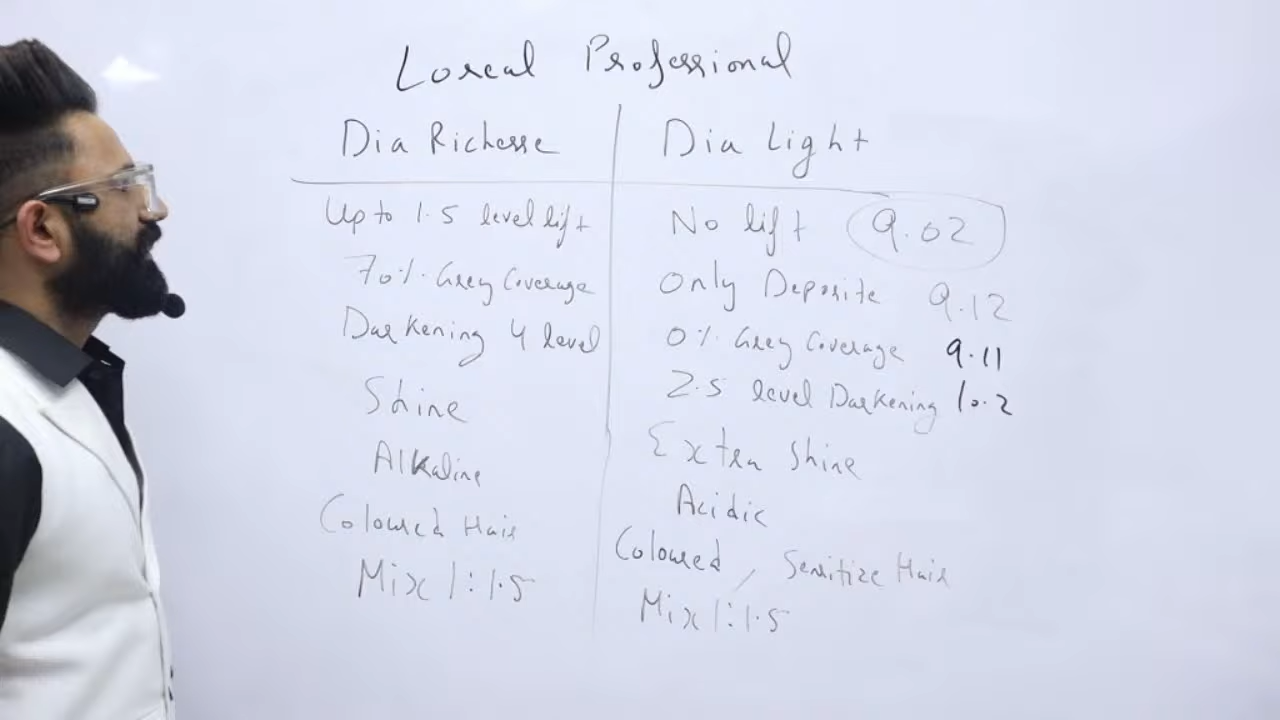 Loreal Professional
Dia Richesse
Up to 1.5 level lift
70% Grey Coverage
Darkening 4 level
Shine
Alkaline
Coloured Hair
Mix 1:1.5
Dia Light
No lift 9.02
Only Deposite 9.12
0% Grey Coverage 9.11
2.5 level Darkening 10.2
Extra Shine
Acidic
Coloured / Sensitize Hair
Mix 1:1.5